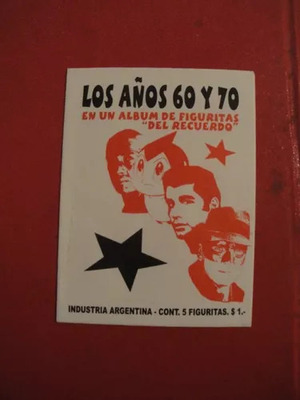 LOS AÑOS 60 Y 70
EN UN ALBUM DE FIGURITAS
"DEL RECUERDO"
INDUSTRIA ARGENTINA - CONT. 5 FIGURITAS. $ 1.-